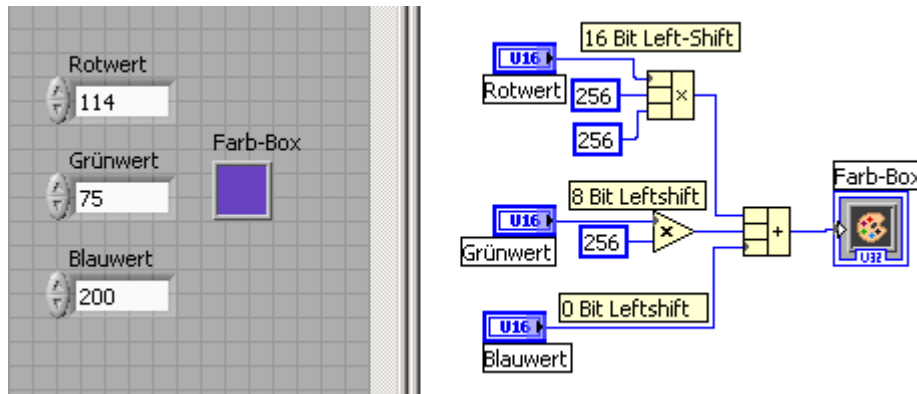 Rotwert
114
Grünwert
75
Blauwert
200
Farb-Box
16 Bit Left-Shift
U16
Rotwert
256
×
256
8 Bit Leftshift
U16
Grünwert
256
×
+
Farb-Box
U32
0 Bit Leftshift
U16
Blauwert